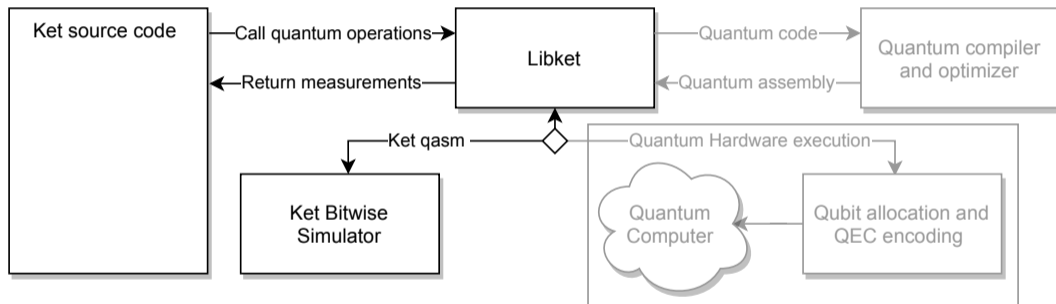 Ket source code
Call quantum operations
Return measurements
Libket
Quantum code
Quantum assembly
Quantum compiler
and optimizer
Ket qasm
Quantum Hardware execution
Ket Bitwise
Simulator
Quantum
Computer
Qubit allocation and
QEC encoding